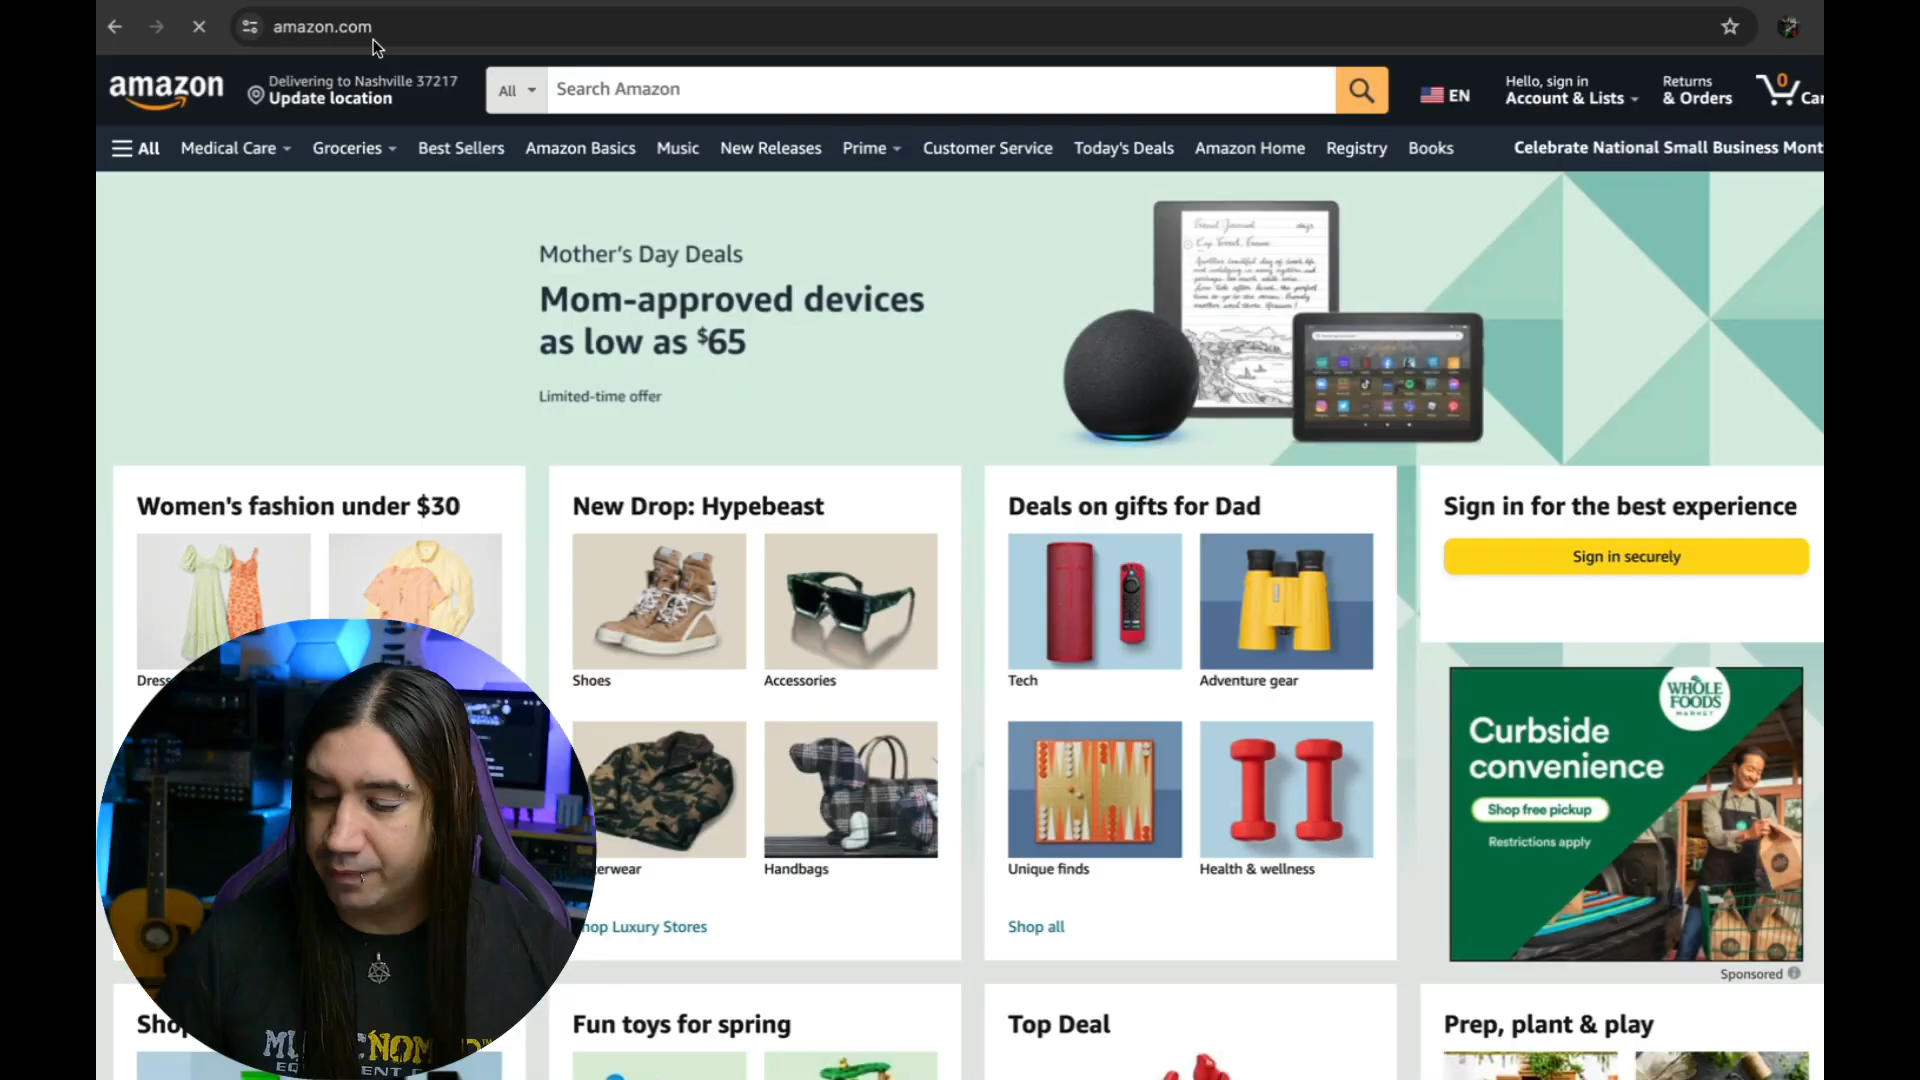 amazon.com
amazon
Delivering to Nashville 37217
Update location
All
Search Amazon
EN
Hello, sign in
Account & Lists
Returns
& Orders
0
Car
All
Medical Care
Groceries
Best Sellers
Amazon Basics
Music
New Releases
Prime
Customer Service
Today's Deals
Amazon Home
Registry
Books
Celebrate National Small Business Mont
Mother's Day Deals
Mom-approved devices
as low as $65
Limited-time offer
Women's fashion under $30
New Drop: Hypebeast
Deals on gifts for Dad
Sign in for the best experience
Sign in securely
Dress
Shoes
Accessories
Tech
Adventure gear
WHOLE
FOODS
MARKET
Curbside
convenience
Shop free pickup
Restrictions apply
erwear
Handbags
Unique finds
Health & wellness
hop Luxury Stores
Shop all
Sponsored
Shop
Fun toys for spring
Top Deal
Prep, plant & play